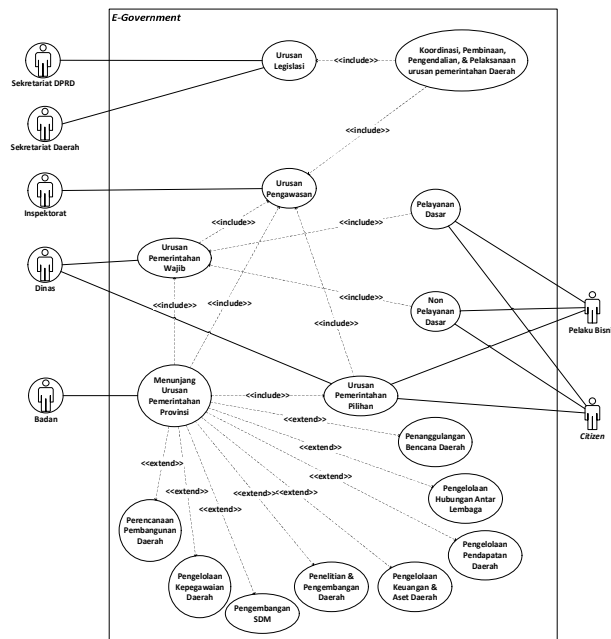 E-Government
Urusan
Legislasi
<<include>>
Koordinasi, Pembinaan,
Pengendalian, & Pelaksanaan
urusan pemerintahan Daerah
Sekretariat DPRD
<<include>>
Sekretariat Daerah
Urusan
Pengawasan
Inspektorat
Pelayanan
Dasar
<<include>>
<<include>>
Urusan
Pemerintahan
Wajib
Dinas
<<include>>
<<include>>
<<include>>
Non
Pelayanan
Dasar
Pelaku Bisni
<<include>>
Menunjang
Urusan
Pemerintahan
Provinsi
<<include>>
Urusan
Pemerintahan
Pilihan
Badan
<<extend>>
Citizen
Penanggulangan
Bencana Daerah
<<extend>>
<<extend>>
Pengelolaan
Hubungan Antar
Lembaga
<<extend>>
<<extend>>
<<extend>>
<<extend>>
<<extend>>
<<extend>>
Perencanaan
Pembangunan
Daerah
Pengelolaan
Pendapatan
Daerah
Pengelolaan
Kepegawaian
Daerah
Pengembangan
SDM
Penelitian &
Pengembangan
Daerah
Pengelolaan
Keuangan &
Aset Daerah